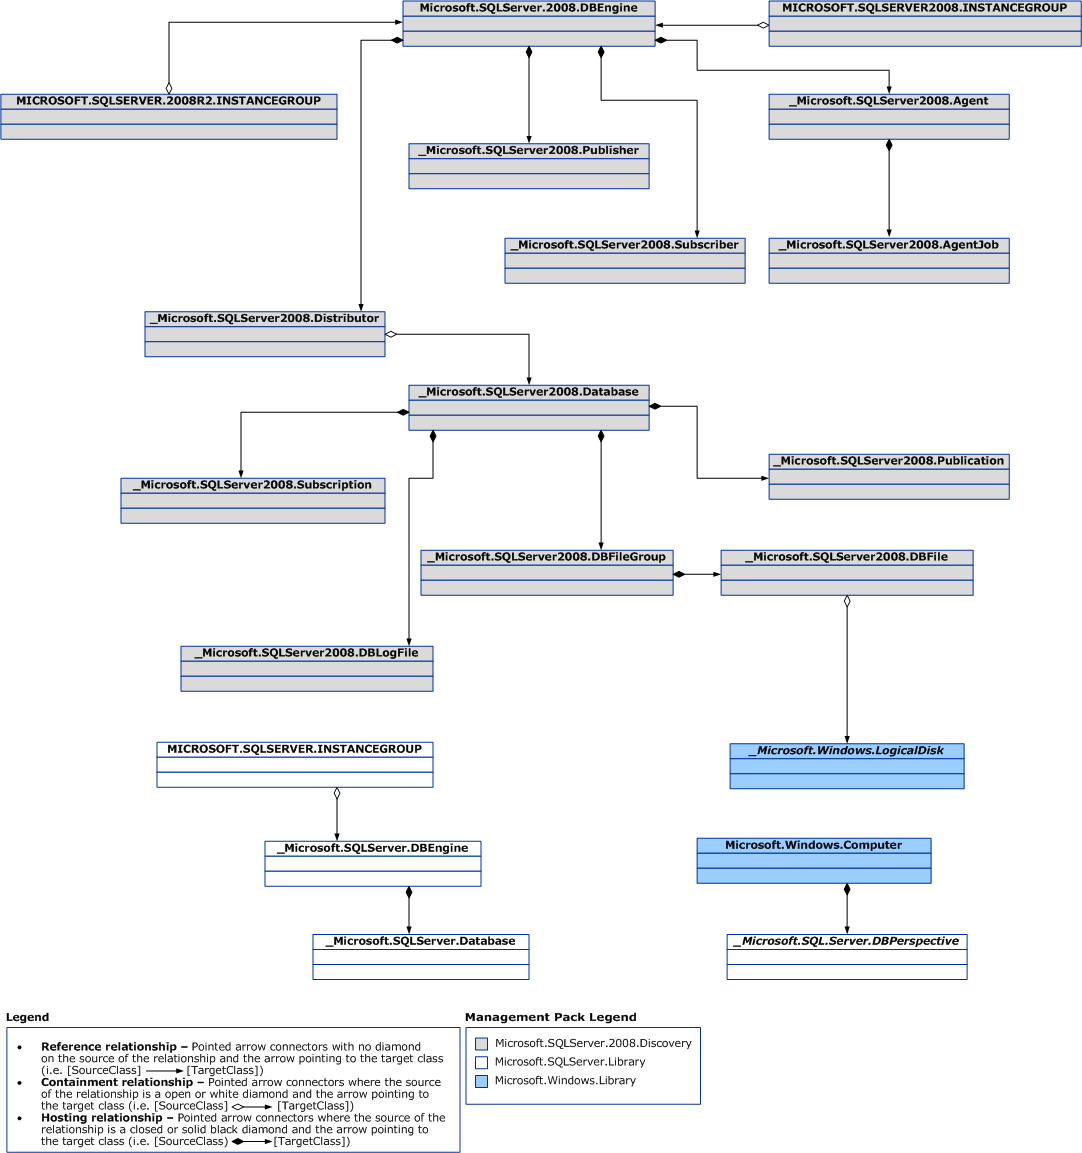 Microsoft.SQLServer.2008.DBEngine
MICROSOFT.SQLSERVER2008.INSTANCEGROUP
MICROSOFT.SQLSERVER.2008R2.INSTANCEGROUP
_Microsoft.SQLServer2008.Agent
_Microsoft.SQLServer2008.Publisher
_Microsoft.SQLServer2008.Subscriber
_Microsoft.SQLServer2008.AgentJob
_Microsoft.SQLServer2008.Distributor
_Microsoft.SQLServer2008.Database
_Microsoft.SQLServer2008.Publication
_Microsoft.SQLServer2008.Subscription
_Microsoft.SQLServer2008.DBFileGroup
_Microsoft.SQLServer2008.DBFile
_Microsoft.SQLServer2008.DBLogFile
MICROSOFT.SQLSERVER.INSTANCEGROUP
_Microsoft.Windows.LogicalDisk
_Microsoft.SQLServer.DBEngine
Microsoft.Windows.Computer
_Microsoft.SQLServer.Database
_Microsoft.SQL.Server.DBPerspective
Legend
• Reference relationship – Pointed arrow connectors with no diamond
on the source of the relationship and the arrow pointing to the target class
(i.e. [SourceClass] [TargetClass])
• Containment relationship – Pointed arrow connectors where the source
of the relationship is a open or white diamond and the arrow pointing to
the target class (i.e. [SourceClass] [TargetClass])
• Hosting relationship – Pointed arrow connectors where the source of the
relationship is a closed or solid black diamond and the arrow pointing to
the target class (i.e. [SourceClass) [TargetClass])
Management Pack Legend
Microsoft.SQLServer.2008.Discovery
Microsoft.SQLServer.Library
Microsoft.Windows.Library